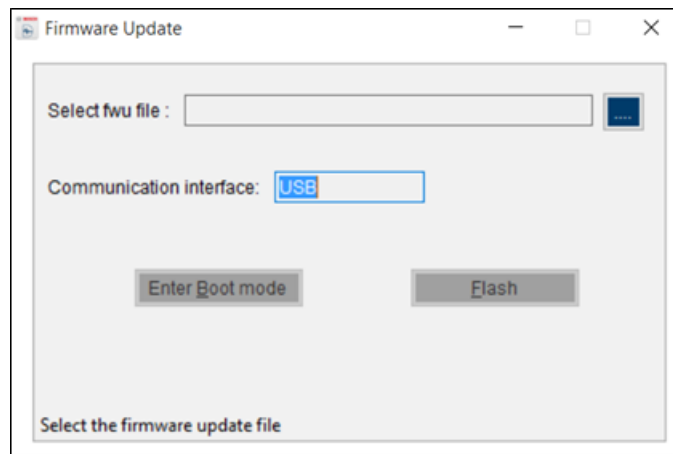 Firmware Update
Select fwu file :
....
Communication interface: USB
Enter Boot mode Flash
Select the firmware update file